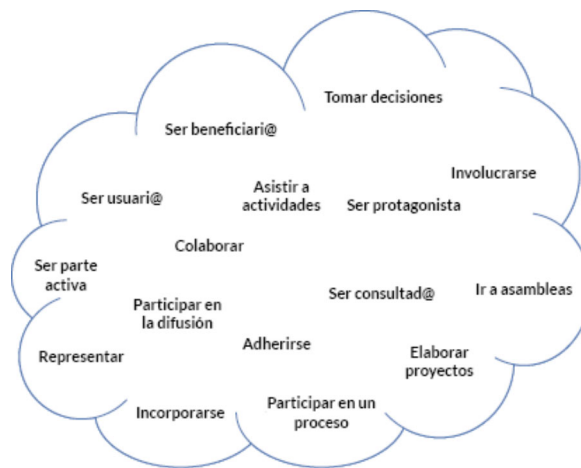 Tomar decisiones
Ser beneficiari@
Involucrarse
Asistir a
actividades
Ser usuari@
Ser protagonista
Colaborar
Ser parte
activa
Ser consultad@
Ir a asambleas
Participar en
la difusión
Adherirse
Representar
Elaborar
proyectos
Incorporarse
Participar en un
proceso